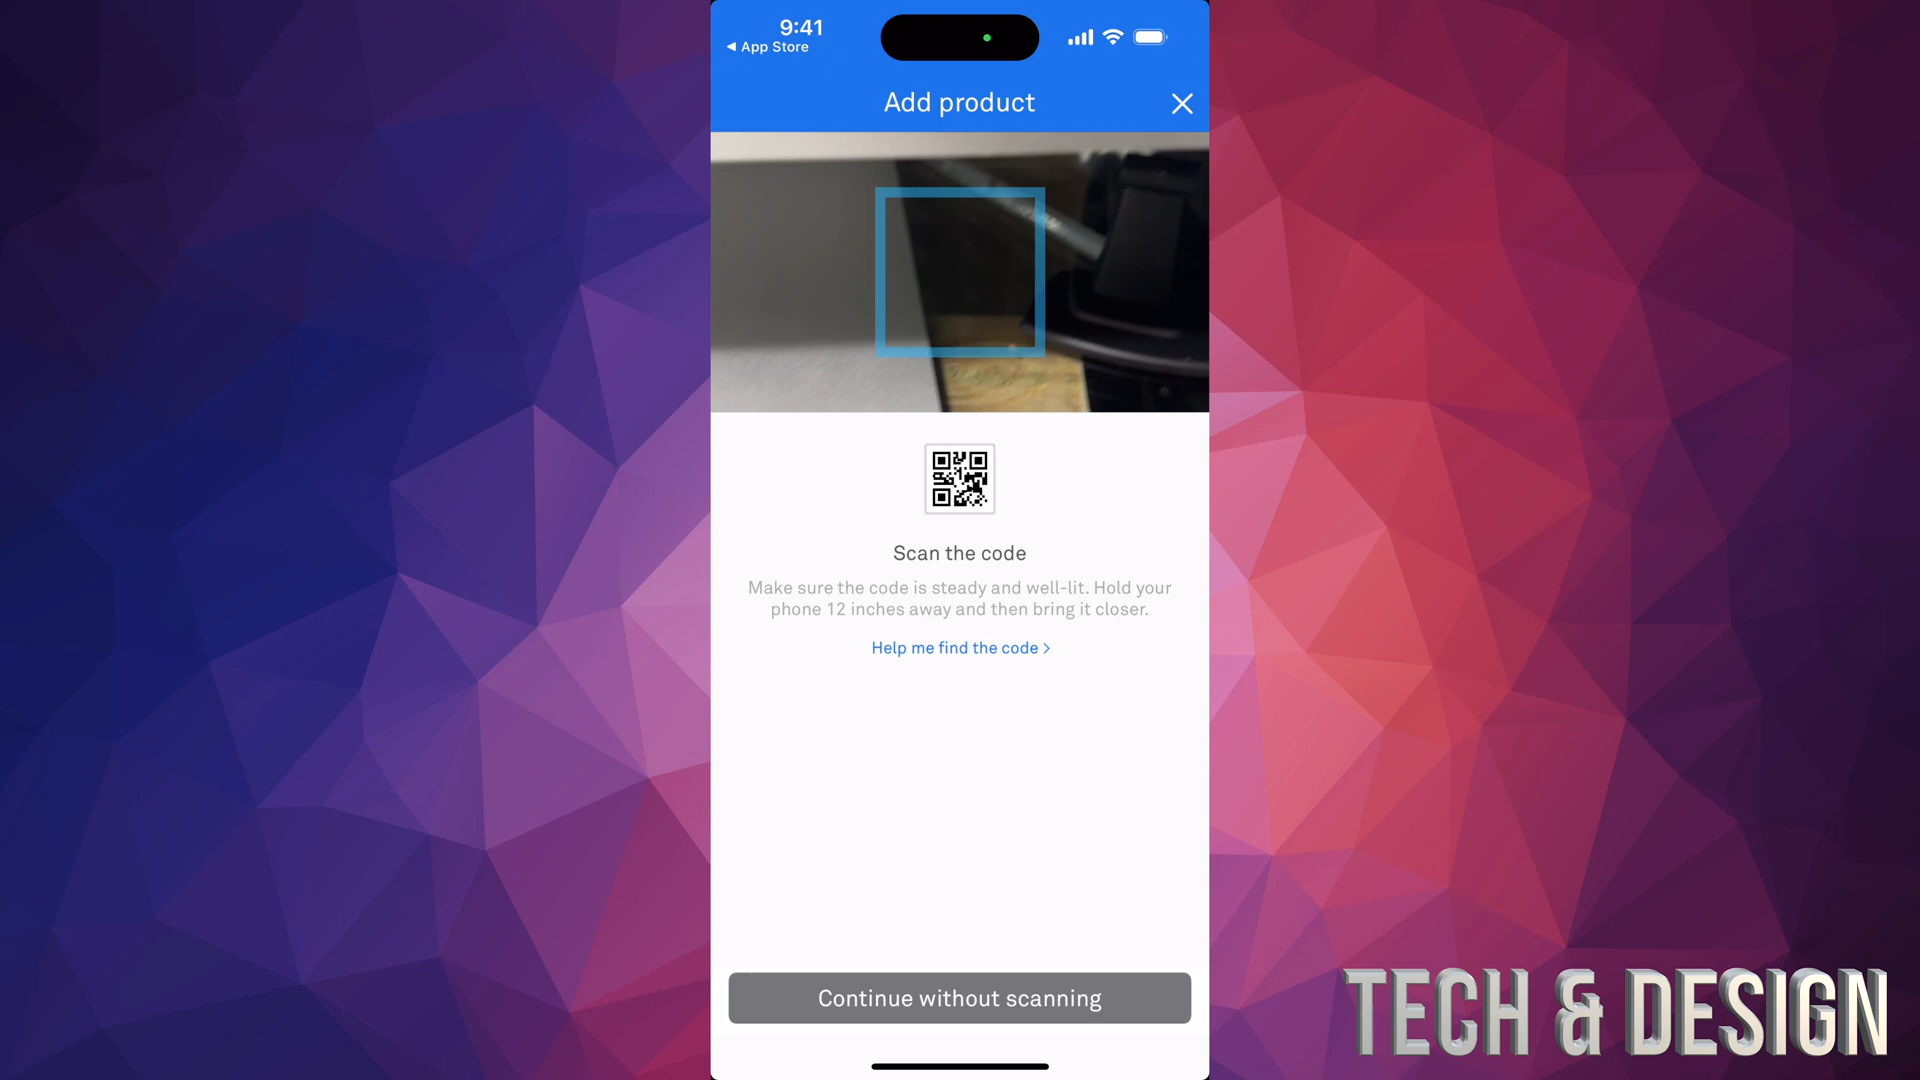 9:41
App Store
Add product
Scan the code
Make sure the code is steady and well-lit. Hold your
phone 12 inches away and then bring it closer.
Help me find the code >
Continue without scanning
TECH & DESIGN